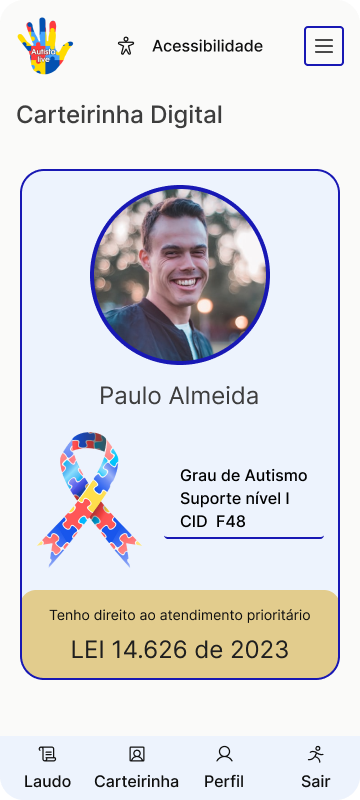 Autista
live
Acessibilidade
Carteirinha Digital
Paulo Almeida
Grau de Autismo
Suporte nível I
CID F48
Tenho direito ao atendimento prioritário
LEI 14.626 de 2023
Laudo
Carteirinha
Perfil
Sair